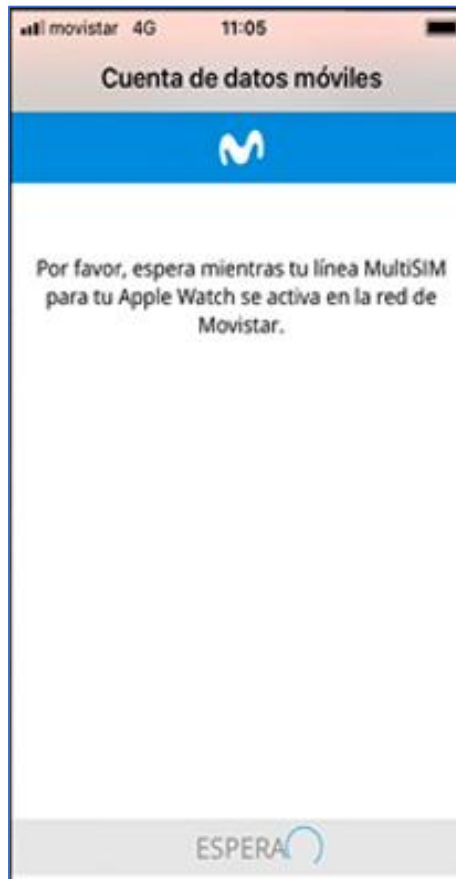 movistar 4G 11:05
Cuenta de datos móviles
Por favor, espera mientras tu línea MultiSIM
para tu Apple Watch se activa en la red de
Movistar.
ESPERA